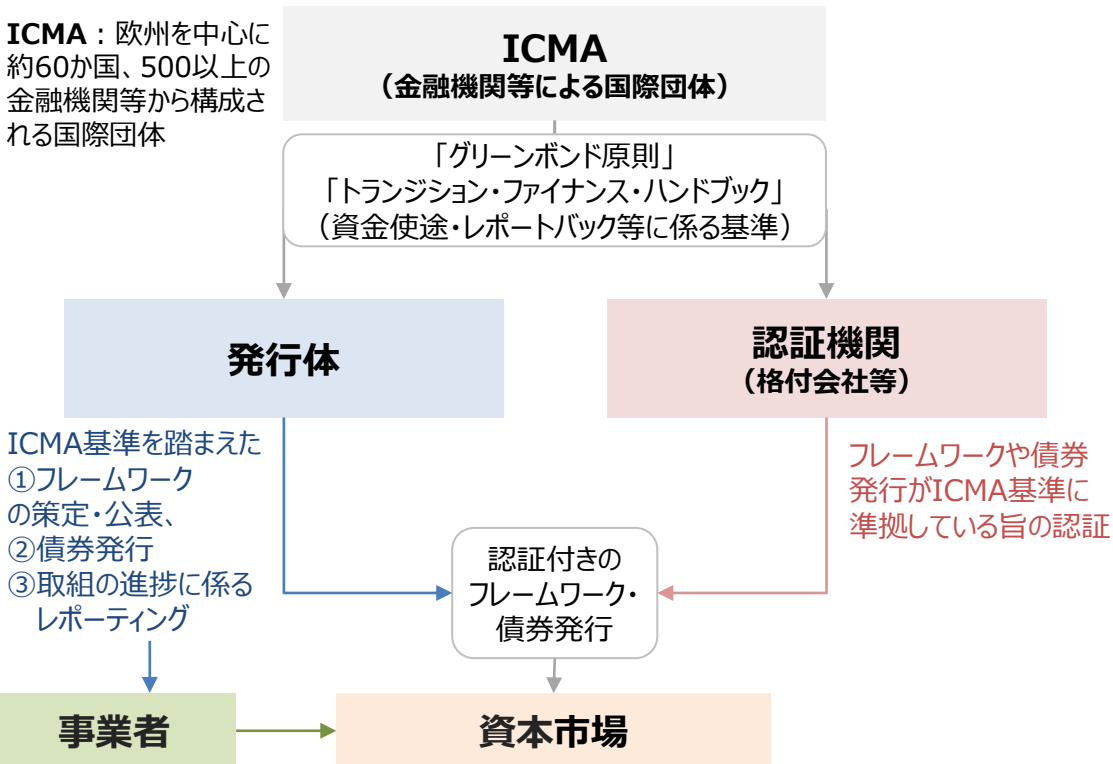 ICMA：欧州を中心に
約60か国、500以上の
金融機関等から構成さ
れる国際団体
ICMA
（金融機関等による国際団体）
「グリーンボンド原則」
「トランジション・ファイナンス・ハンドブック」
（資金使途・レポートバック等に係る基準）
発行体
認証機関
（格付会社等）
ICMA基準を踏まえた
①フレームワーク
の策定・公表、
②債券発行
③取組の進捗に係る
レポーティング
フレームワークや債券
発行がICMA基準に
準拠している旨の認証
認証付きの
フレームワーク・
債券発行
事業者
資本市場